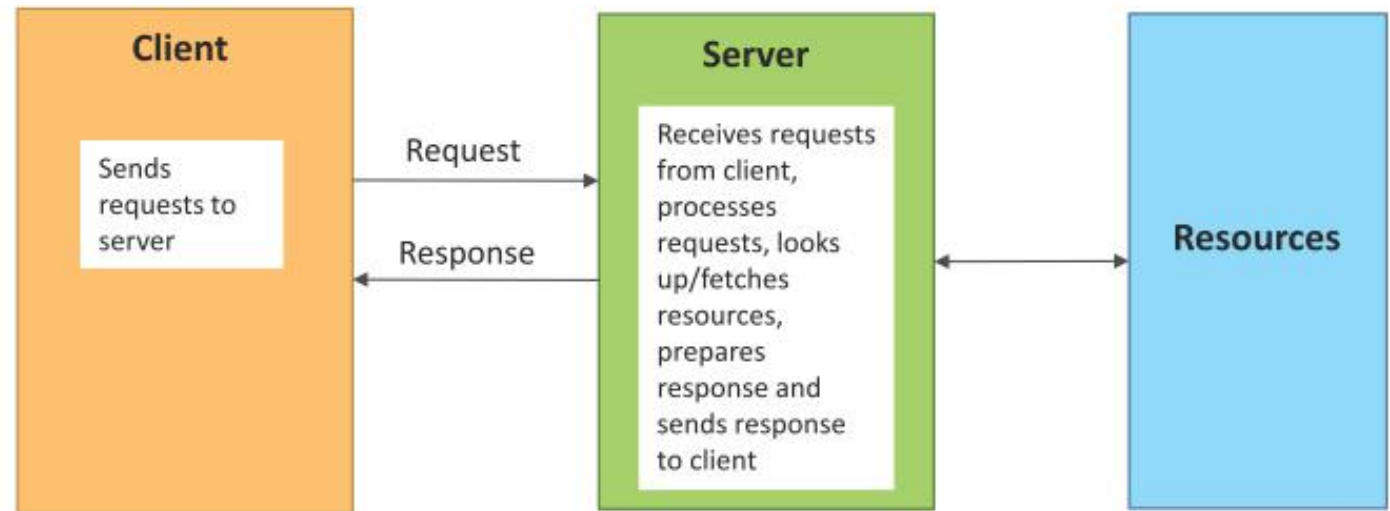 Client
Sends
requests to
server
Request
Response
Server
Receives requests
from client,
processes
requests, looks
up/fetches
resources,
prepares
response and
sends response
to client
Resources